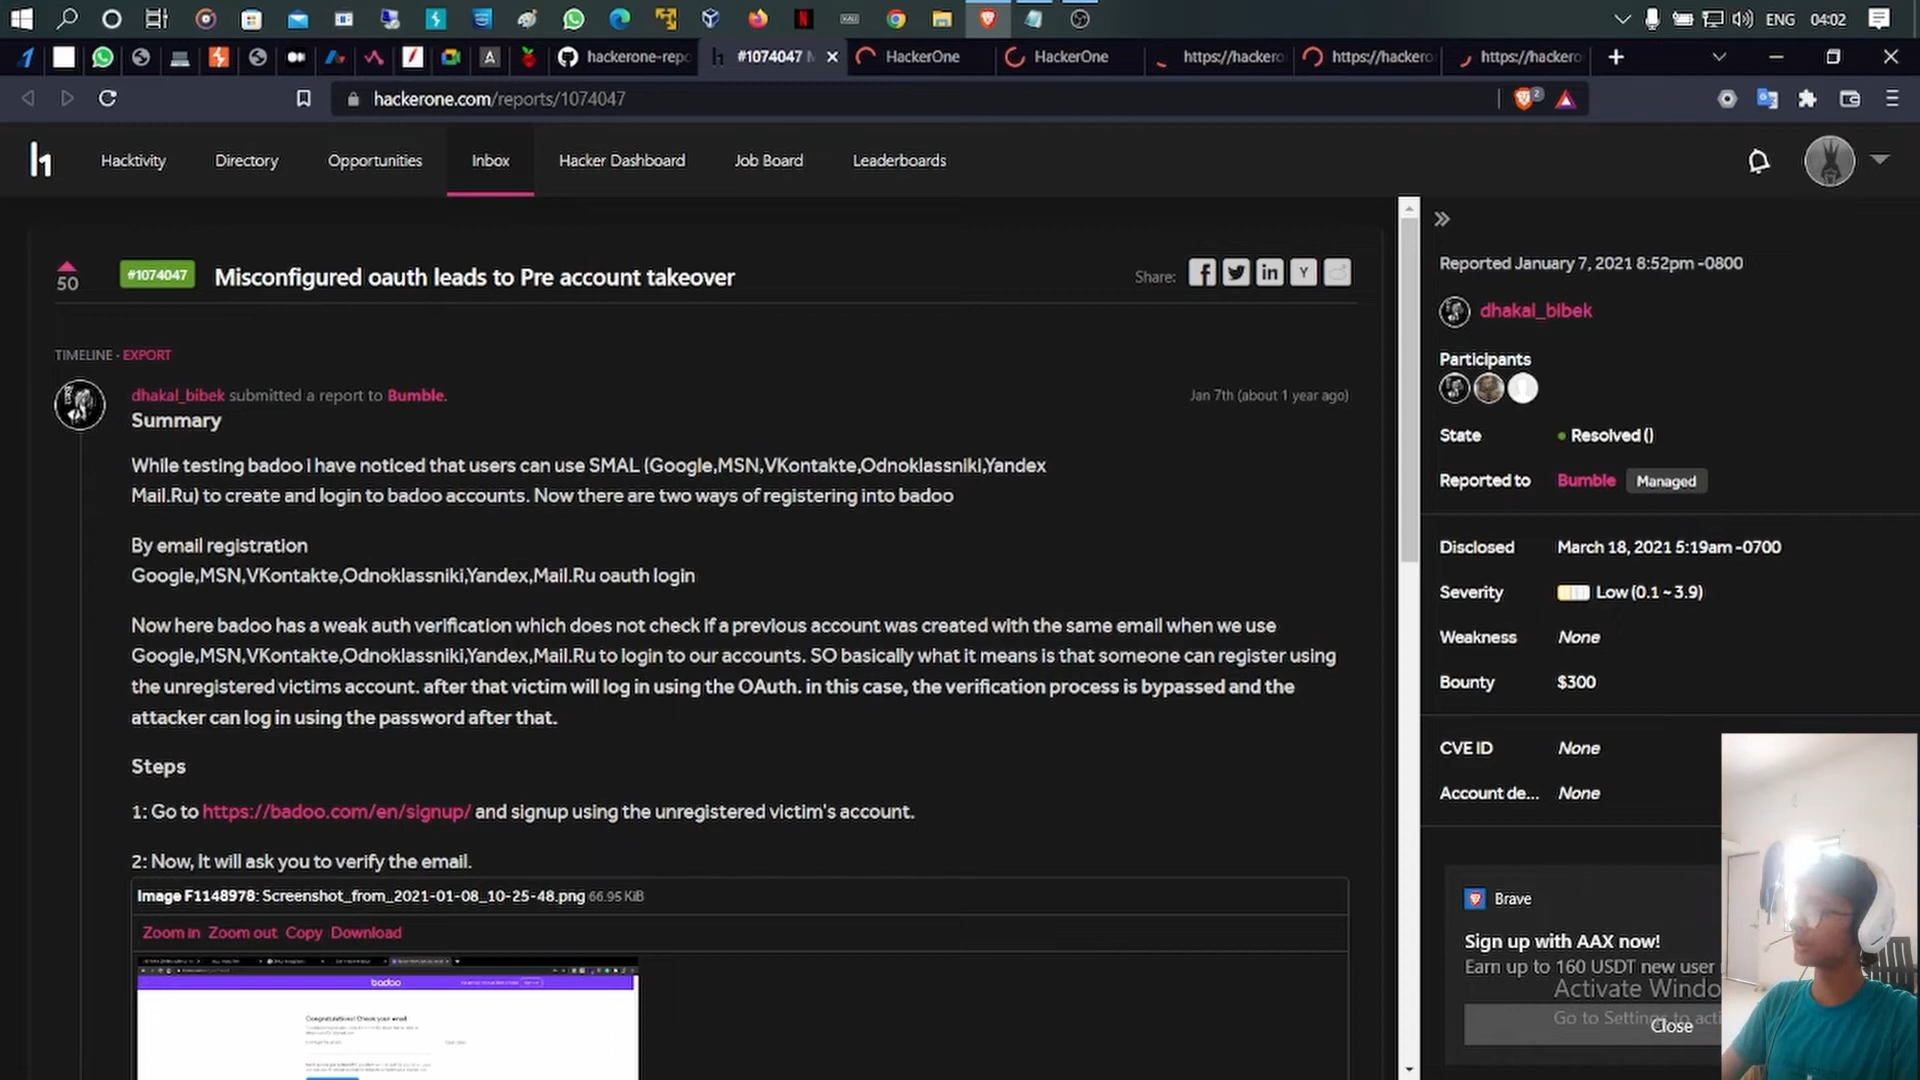 ENG
04:02
hackerone-repo
#1074047
HackerOne
HackerOne
https://hackero
https://hackero
https://hackero
hackerone.com/reports/1074047
2
h1
Hacktivity
Directory
Opportunities
Inbox
Hacker Dashboard
Job Board
Leaderboards
50
#1074047
Misconfigured oauth leads to Pre account takeover
Share:
TIMELINE · EXPORT
dhakal_bibek submitted a report to Bumble.
Jan 7th (about 1 year ago)
Summary
While testing badoo i have noticed that users can use SMAL (Google,MSN,VKontakte,Odnoklassniki,Yandex
Mail.Ru) to create and login to badoo accounts. Now there are two ways of registering into badoo
By email registration
Google,MSN,VKontakte,Odnoklassniki,Yandex,Mail.Ru oauth login
Now here badoo has a weak auth verification which does not check if a previous account was created with the same email when we use
Google,MSN,VKontakte,Odnoklassniki,Yandex,Mail.Ru to login to our accounts. SO basically what it means is that someone can register using
the unregistered victims account. after that victim will log in using the OAuth. in this case, the verification process is bypassed and the
attacker can log in using the password after that.
Steps
1: Go to https://badoo.com/en/signup/ and signup using the unregistered victim's account.
2: Now, It will ask you to verify the email.
Image F1148978: Screenshot_from_2021-01-08_10-25-48.png 66.95 KiB
Zoom in Zoom out Copy Download
badoo
Congratulations! Check your email
Reported January 7, 2021 8:52pm -0800
dhakal_bibek
Participants
State
Resolved ()
Reported to
Bumble
Managed
Disclosed
March 18, 2021 5:19am -0700
Severity
Low (0.1 ~ 3.9)
Weakness
None
Bounty
$300
CVE ID
None
Account de...
None
Brave
Sign up with AAX now!
Earn up to 160 USDT new user
Activate Windo
Go to Settings to acti
Close